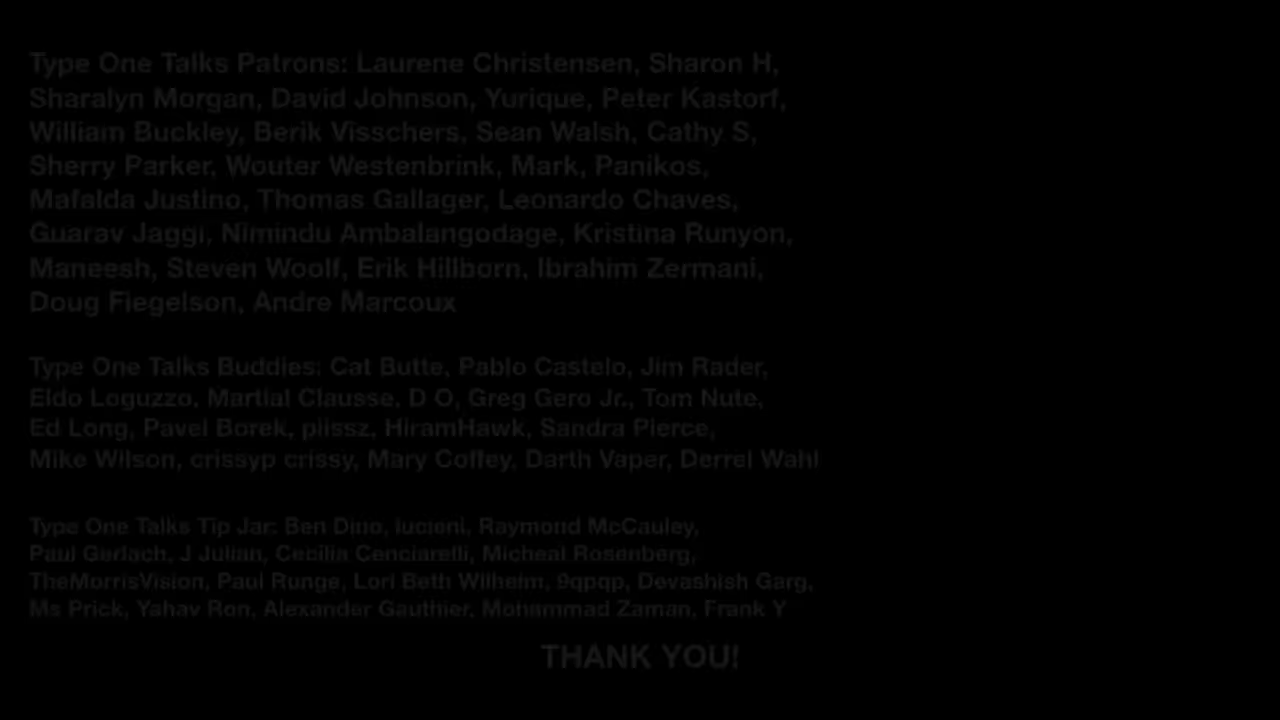 Type One Talks Patrons: Laurene Christensen, Sharon H,
Sharalyn Morgan, David Johnson, Yurique, Peter Kastorf,
William Buckley, Berik Visschers, Sean Walsh, Cathy S,
Sherry Parker, Wouter Westenbrink, Mark, Panikos,
Mafalda Justino, Thomas Gallager, Leonardo Chaves,
Guarav Jaggi, Nimindu Ambalangodage, Kristina Runyon,
Maneesh, Steven Woolf, Erik Hillborn, Ibrahim Zermani,
Doug Fiegelson, Andre Marcoux
Type One Talks Buddies: Cat Butte, Pablo Castelo, Jim Rader,
Eldo Loguzzo, Martial Clausse, D O, Greg Gero Jr., Tom Nute,
Ed Long, Pavel Borek, plissz, HiramHawk, Sandra Pierce,
Mike Wilson, crissyp crissy, Mary Coffey, Darth Vaper, Derrel Wahl
Type One Talks Tip Jar: Ben Dino, lucioni, Raymond McCauley,
Paul Gerlach, J Julian, Cecilia Cenciarelli, Micheal Rosenberg,
TheMorrisVision, Paul Runge, Lori Beth Wilhelm, 9qpqp, Devashish Garg,
Ms Prick, Yahav Ron, Alexander Gauthier, Mohammad Zaman, Frank Y
THANK YOU!